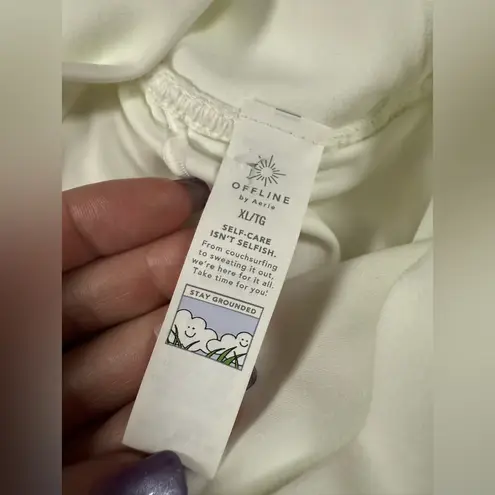 OFFLINE
by Aerie
XL/TG
SELF-CARE
ISN'T SELFISH.
From couchsurfing
to sweating it out,
we're here for it all.
Take time for you!
STAY GROUNDED